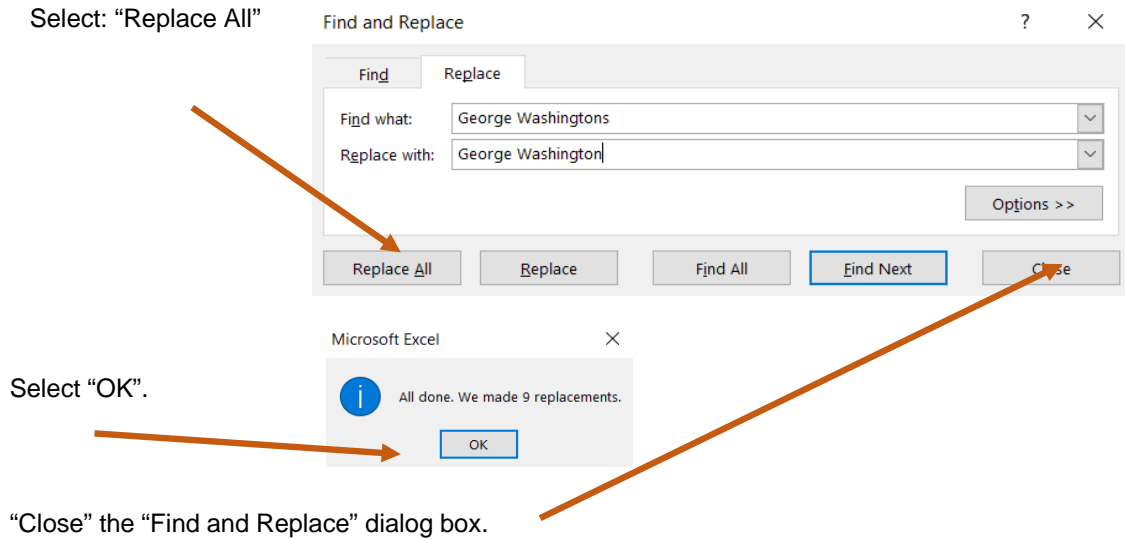 Select: “Replace All”
Find and Replace
?
Find
Replace
Find what:
George Washingtons
Replace with:
George Washington
Options >>
Replace All
Replace
Find All
Find Next
Close
Microsoft Excel
Select “OK”.
i
All done. We made 9 replacements.
OK
“Close” the “Find and Replace” dialog box.